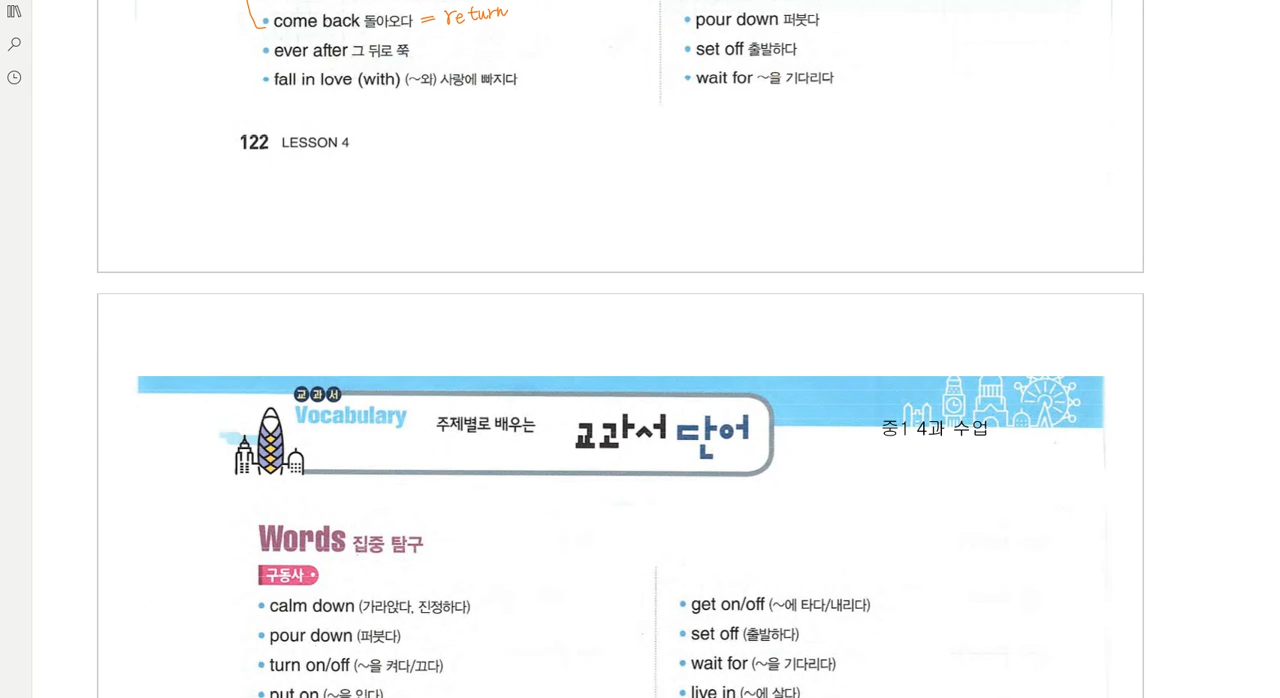 come back 돌아오다 = return
ever after 그 뒤로 쭉
fall in love (with) (～와) 사랑에 빠지다
pour down 퍼붓다
set off 출발하다
wait for ～을 기다리다
122 LESSON 4
교과서
Vocabulary
주제별로 배우는
교과서 단어
중1 4과 수업
Words 집중 탐구
구동사
calm down (가라앉다, 진정하다)
pour down (퍼붓다)
turn on/off (～을 켜다/끄다)
put on (～을 입다)
get on/off (～에 타다/내리다)
set off (출발하다)
wait for (～을 기다리다)
live in (～에 살다)